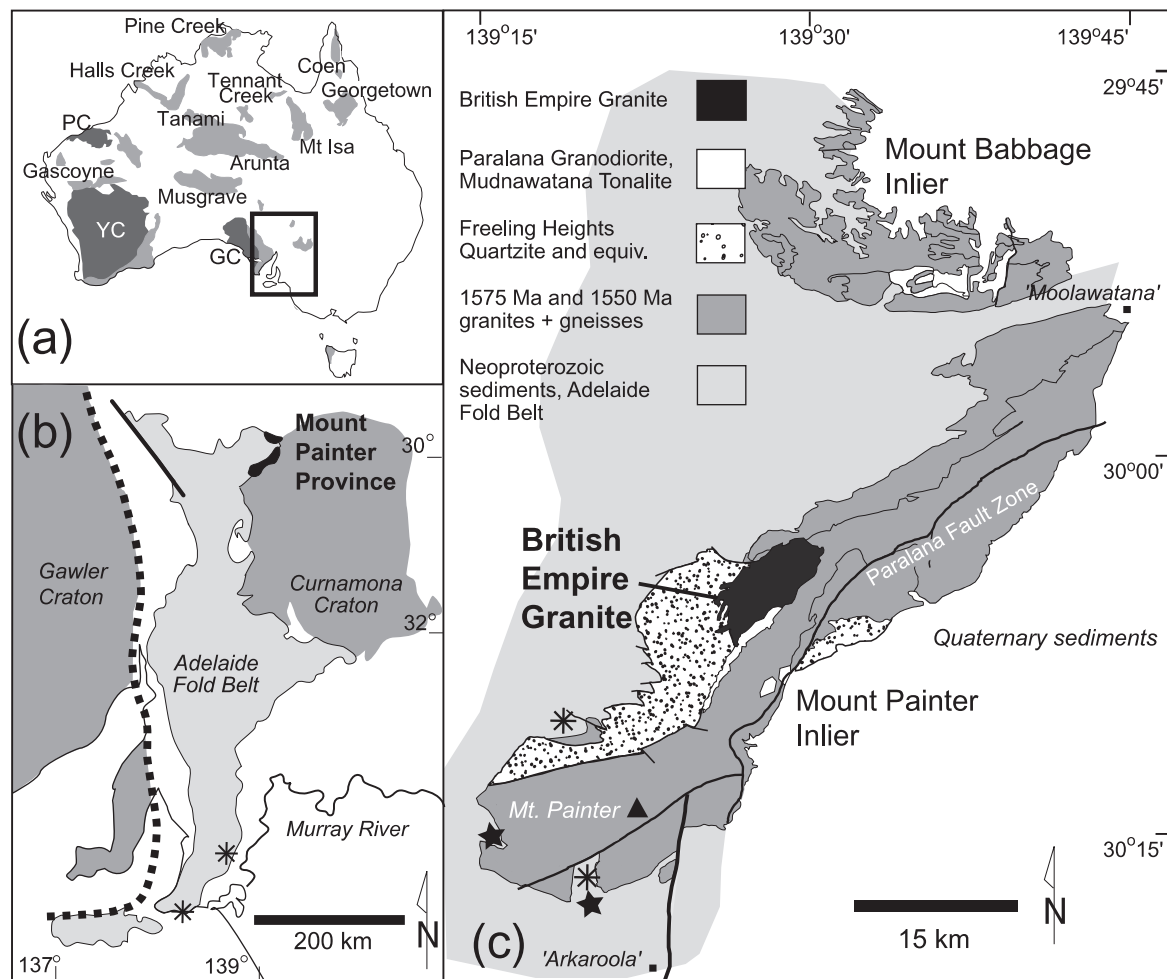 Pine Creek
Coen
Halls Creek
Tennant
Creek
Georgetown
PC
Tanami
Mt Isa
Gascoyne
Arunta
Musgrave
YC
GC
(a)
(b)
Mount
Painter
Province
30°
Gawler
Craton
Curnamona
Craton
32°
Adelaide
Fold Belt
Murray River
200 km
N
137°
139°
139°15'
139°30'
139°45'
29°45'
British Empire Granite
Paralana Granodiorite,
Mudnawatana Tonalite
Freeling Heights
Quartzite and equiv.
1575 Ma and 1550 Ma
granites + gneisses
Neoproterozoic
sediments, Adelaide
Fold Belt
Mount Babbage
Inlier
'Moolawatana'
30°00'
Paralana Fault Zone
British
Empire
Granite
Quaternary sediments
Mount Painter
Inlier
Mt. Painter
30°15'
(c)
'Arkaroola'
15 km
N